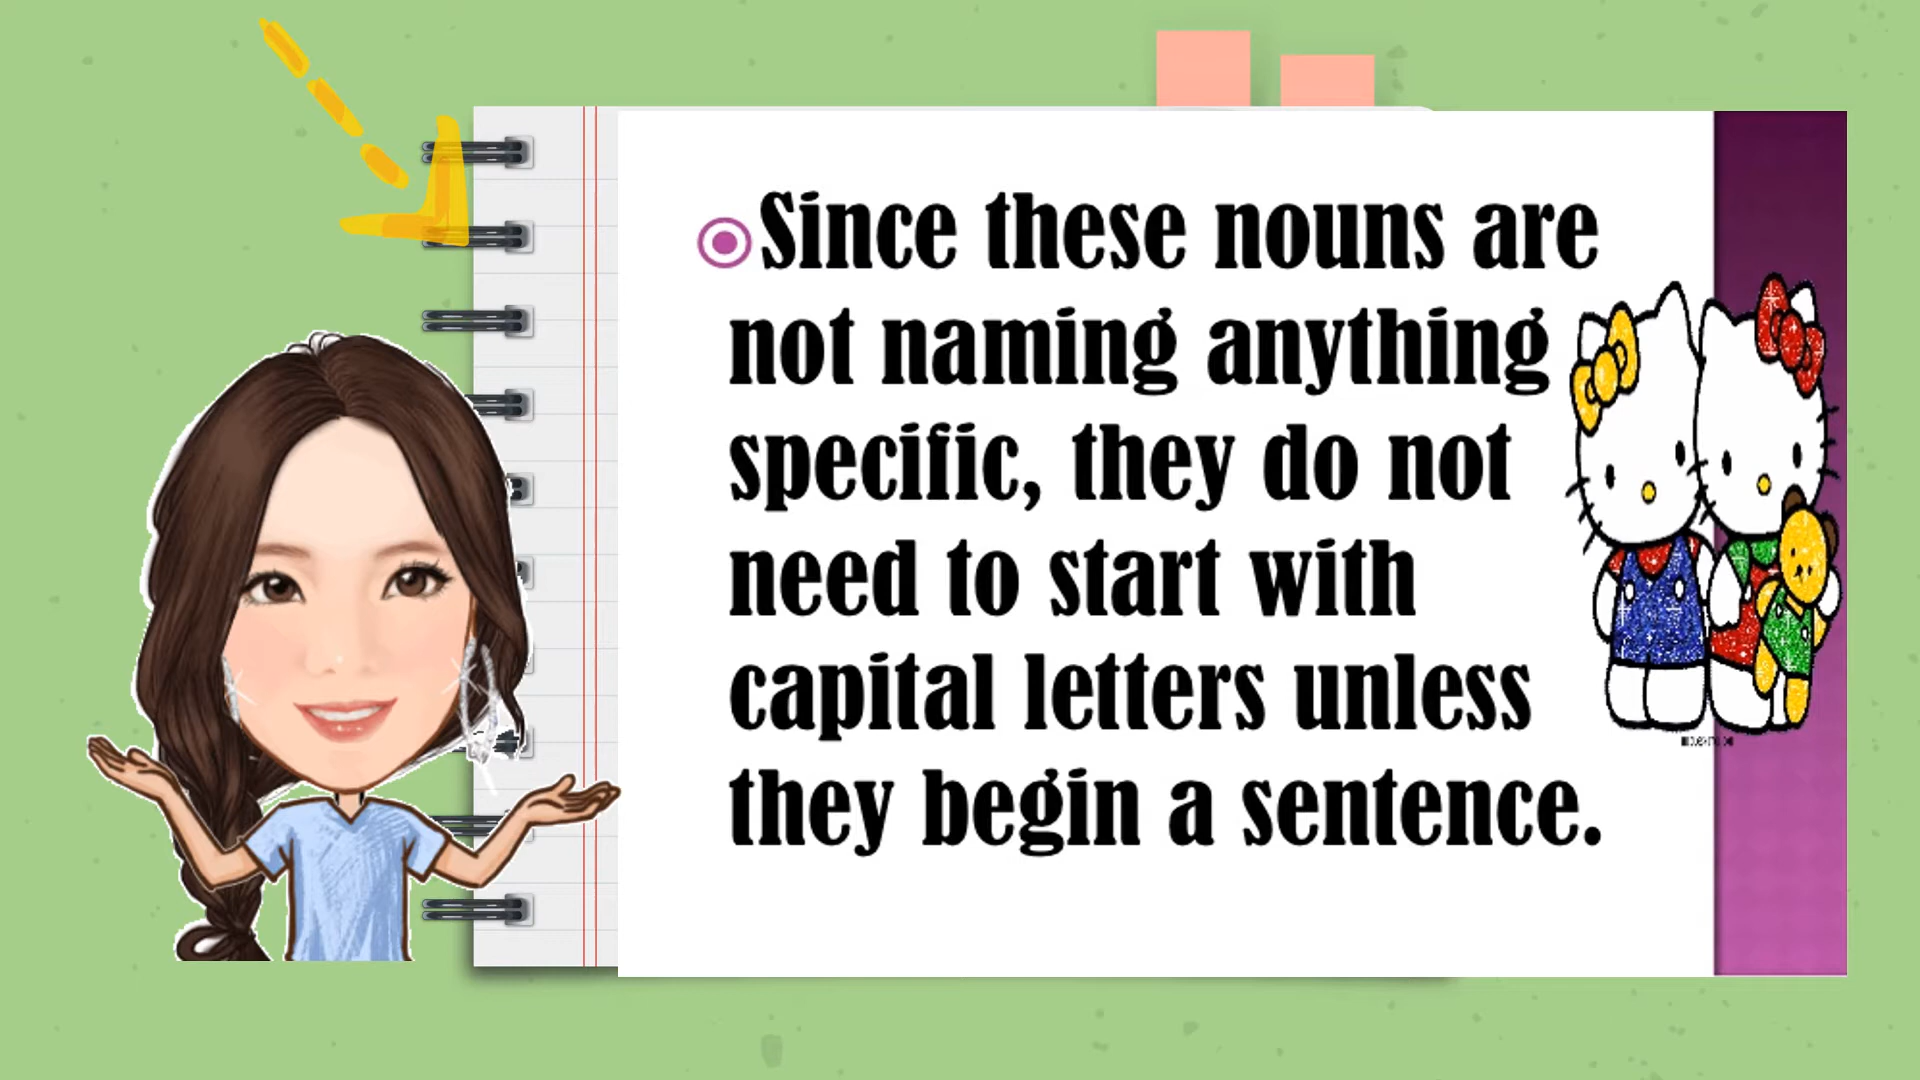 Since these nouns are
not naming anything
specific, they do not
need to start with
capital letters unless
they begin a sentence.